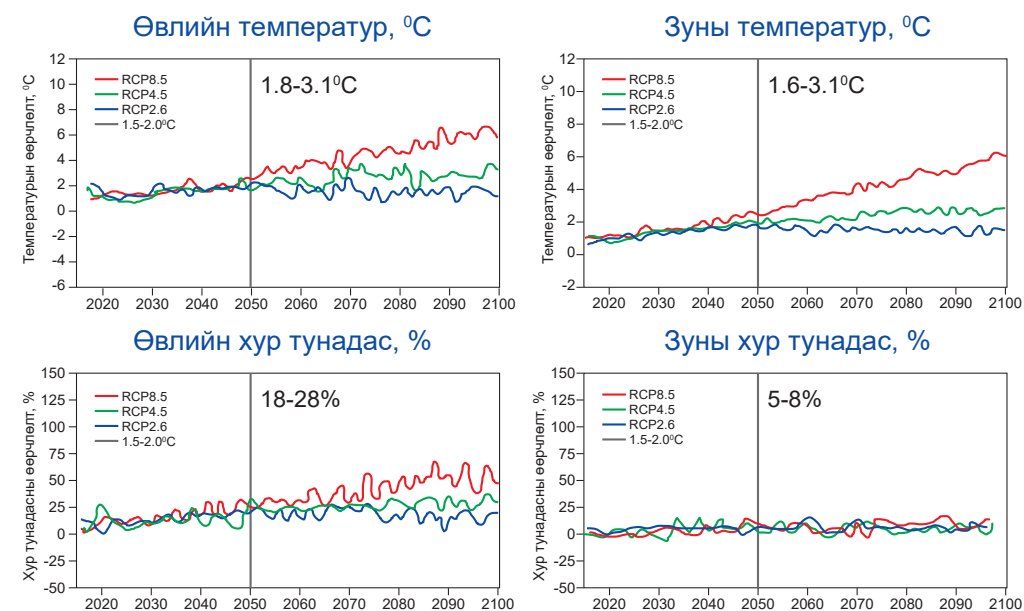 Өвлийн температур, ⁰C
Температурын өөрчлөлт, ⁰C
12
10
8
6
4
2
0
-2
-4
-6
RCP8.5
RCP4.5
RCP2.6
1.5-2.0⁰C
1.8-3.1⁰C
2020 2030 2040 2050 2060 2070 2080 2090 2100
Зуны температур, ⁰C
Температурын өөрчлөлт, ⁰C
12
10
8
6
4
2
0
-2
RCP8.5
RCP4.5
RCP2.6
1.5-2.0⁰C
1.6-3.1⁰C
2020 2030 2040 2050 2060 2070 2080 2090 2100
Өвлийн хур тунадас, %
Хур тунадасны өөрчлөлт, %
150
125
100
75
50
25
0
-25
-50
RCP8.5
RCP4.5
RCP2.6
1.5-2.0⁰C
18-28%
2020 2030 2040 2050 2060 2070 2080 2090 2100
Зуны хур тунадас, %
Хур тунадасны өөрчлөлт, %
150
125
100
75
50
25
0
-25
-50
RCP8.5
RCP4.5
RCP2.6
1.5-2.0⁰C
5-8%
2020 2030 2040 2050 2060 2070 2080 2090 2100